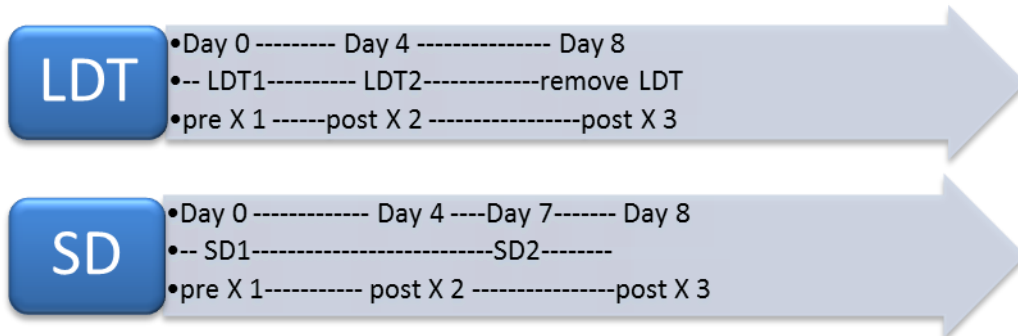 LDT
•Day 0 --------- Day 4 --------------- Day 8
•-- LDT1---------- LDT2-------------remove LDT
•pre X 1 ------post X 2 -----------------post X 3
SD
•Day 0 ------------- Day 4 ----Day 7------- Day 8
•-- SD1---------------------------SD2--------
•pre X 1----------- post X 2 ----------------post X 3